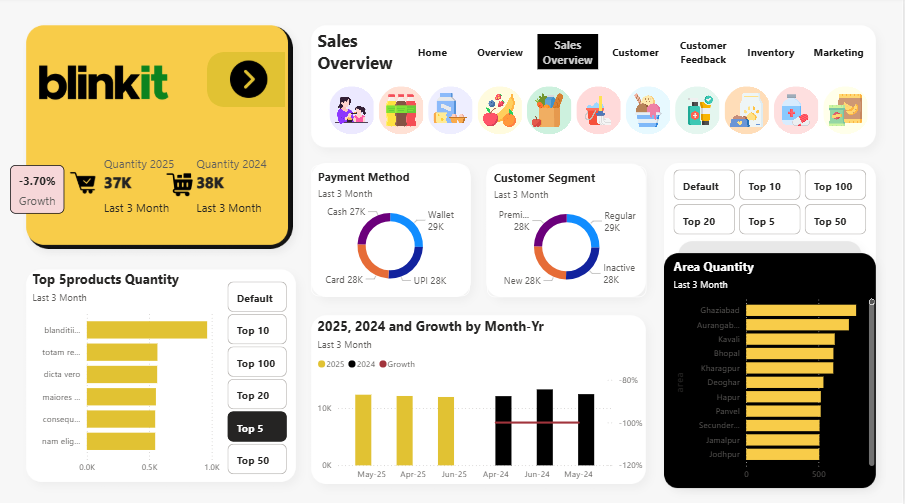 blinkit
Quantity 2025
37K
Last 3 Month
Quantity 2024
38K
Last 3 Month
-3.70%
Growth
Sales
Overview
Home
Overview
Sales
Overview
Customer
Customer
Feedback
Inventory
Marketing
Payment Method
Last 3 Month
Cash 27K
Wallet
29K
Card 28K
UPI 28K
Customer Segment
Last 3 Month
Premi...
28K
Regular
29K
New 28K
Inactive
28K
Default
Top 10
Top 100
Top 20
Top 5
Top 50
Top 5products Quantity
Last 3 Month
blanditii...
totam re...
dicta vero
maiores ...
consequ...
nam elig...
0.0K
0.5K
1.0K
Default
Top 10
Top 100
Top 20
Top 5
Top 50
2025, 2024 and Growth by Month-Yr
Last 3 Month
2025
2024
Growth
10K
0K
-80%
-100%
-120%
May-25
Apr-25
Jun-25
Apr-24
Jun-24
May-24
Area Quantity
Last 3 Month
area
Ghaziabad
Aurangab...
Kavali
Bhopal
Kharagpur
Deoghar
Hapur
Panvel
Secunder...
Jamalpur
Jodhpur
0
500